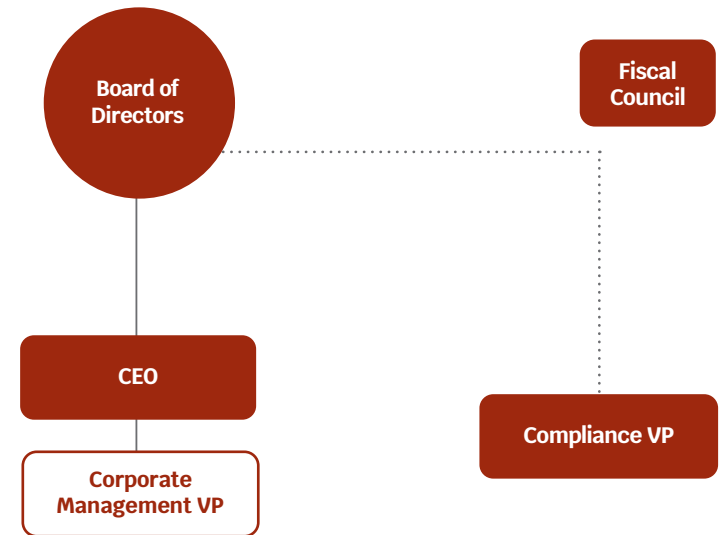 Board of
Directors
Fiscal
Council
CEO
Compliance VP
Corporate
Management VP